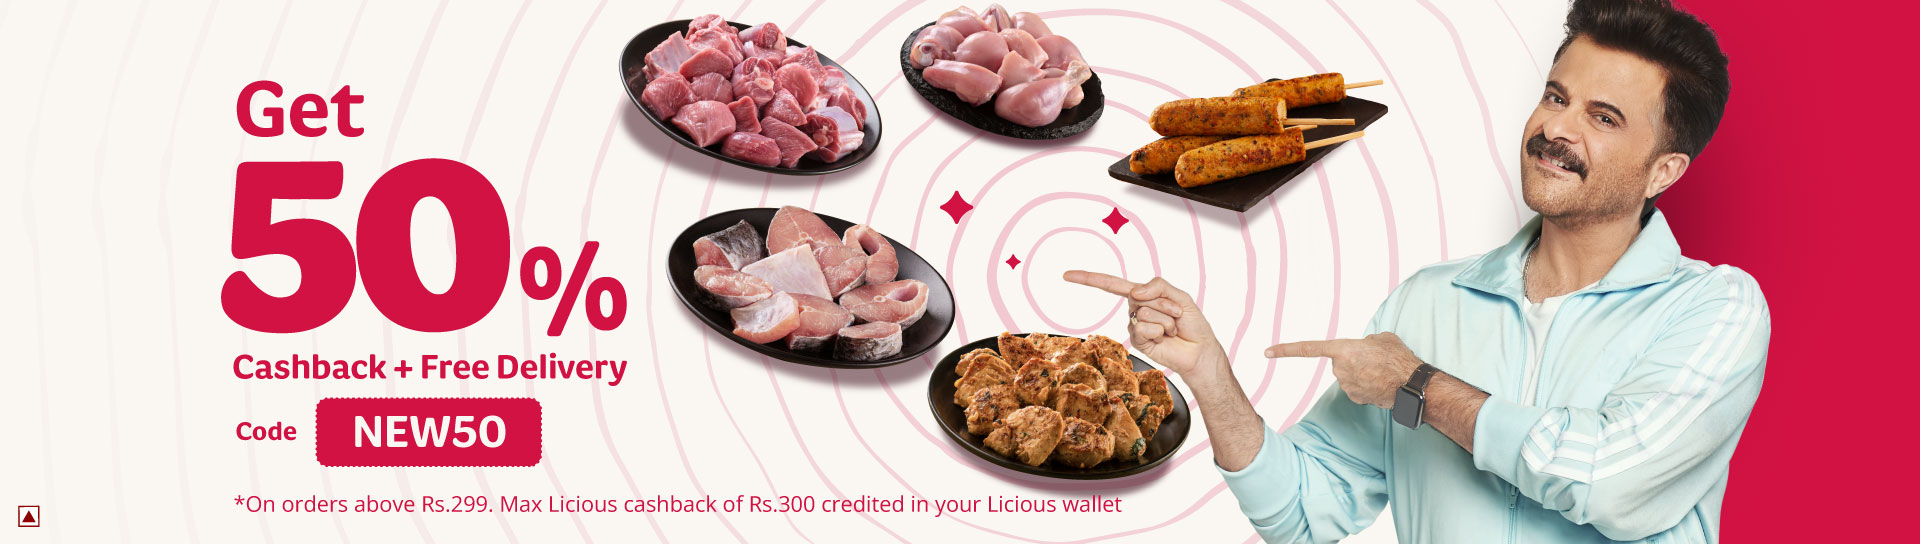 Get
50%
Cashback + Free Delivery
Code NEW50
*On orders above Rs.299. Max Licious cashback of Rs.300 credited in your Licious wallet